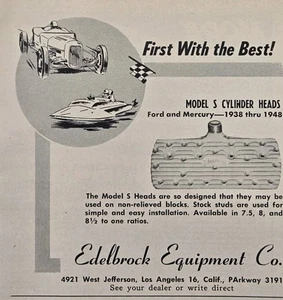 First With the Best!
MODEL S CYLINDER HEADS
Ford and Mercury—1938 thru 1948
The Model S Heads are so designed that they may be
used on non-relieved blocks. Stock studs are used for
simple and easy installation. Available in 7.5, 8, and
8½ to one ratios.
Edelbrock Equipment Co.
4921 West Jefferson, Los Angeles 16, Calif., PArkway 3191
See your dealer or write direct